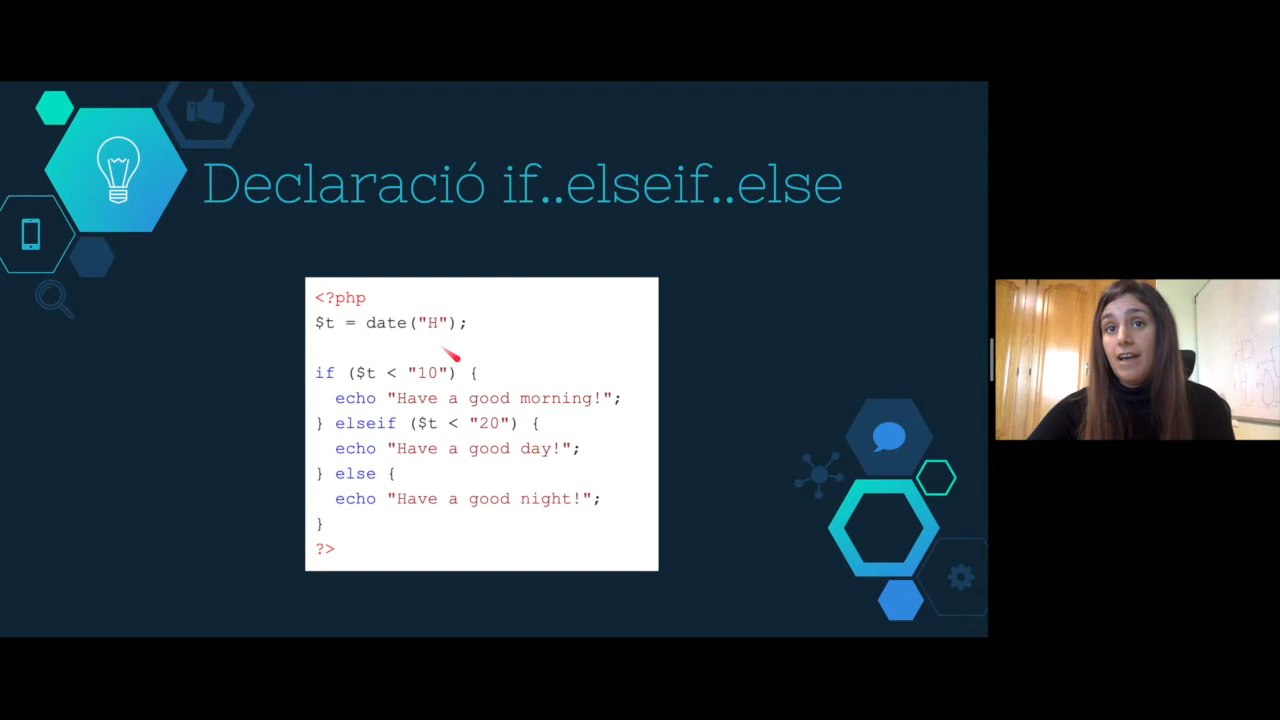 Declaració if..elseif..else
<?php
$t = date("H");
if ($t < "10") {
echo "Have a good morning!";
} elseif ($t < "20") {
echo "Have a good day!";
} else {
echo "Have a good night!";
}
?>